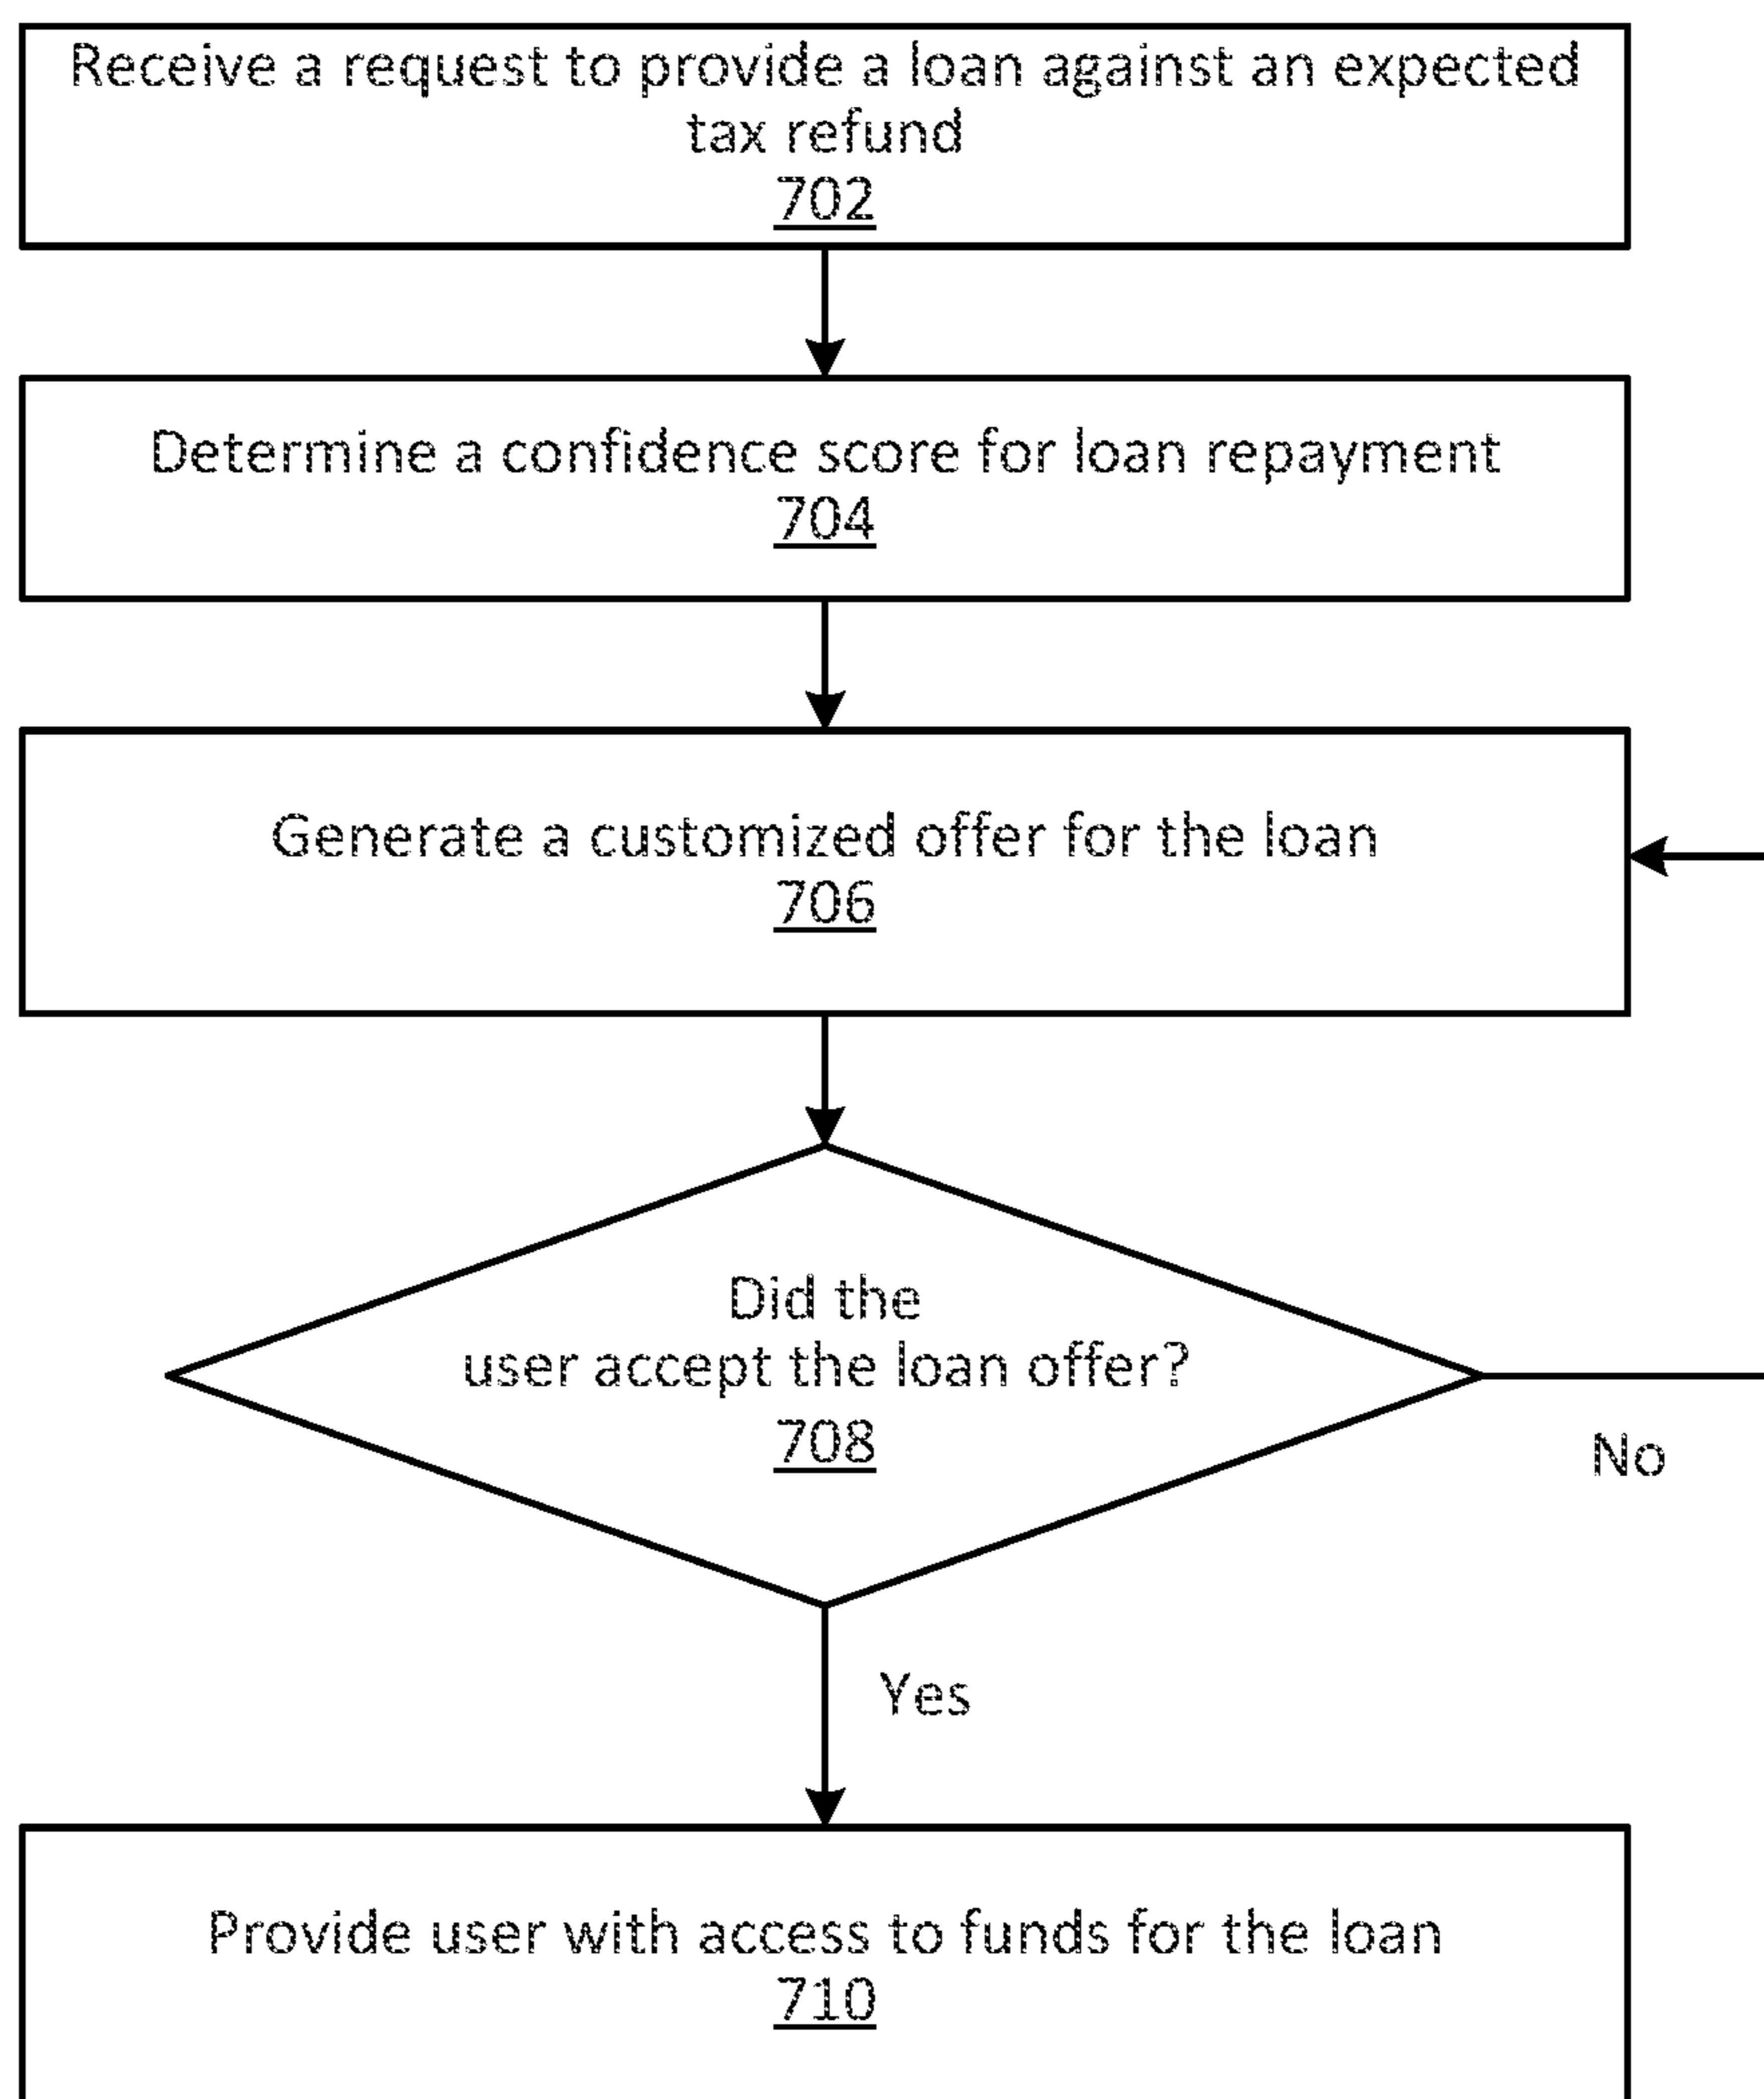 Receive a request to provide a loan against an expected
tax refund
702
Determine a confidence score for loan repayment
704
Generate a customized offer for the loan
706
Did the
user accept the loan offer?
708
No
Yes
Provide user with access to funds for the loan
710